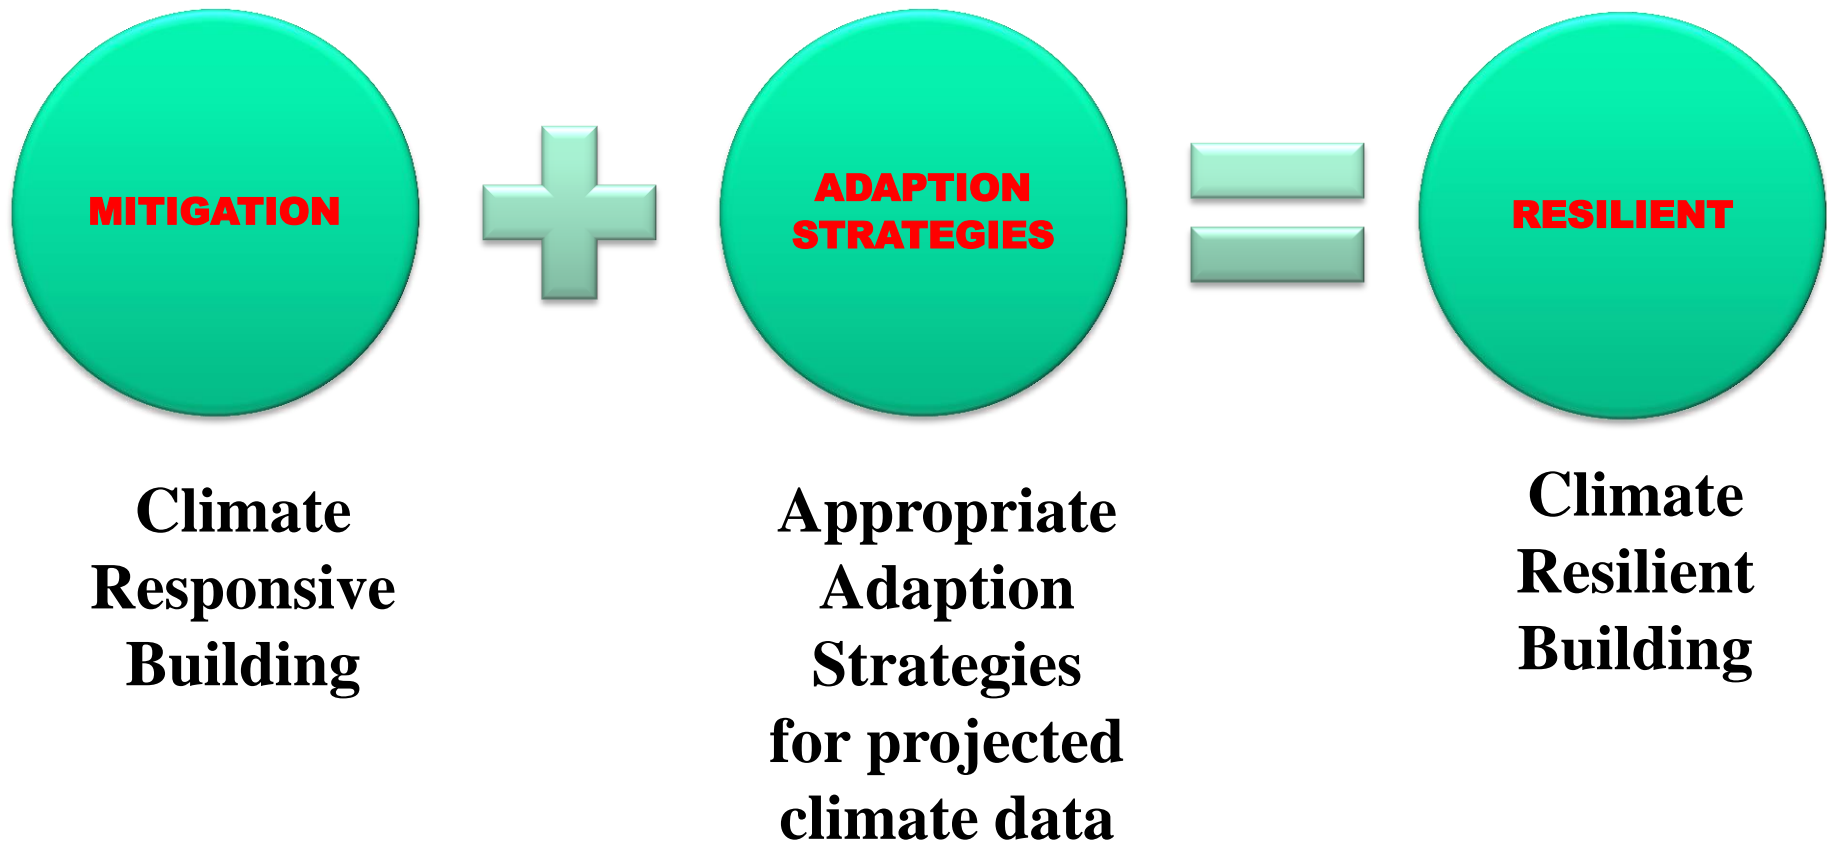 MITIGATION
ADAPTION
STRATEGIES
RESILIENT
Climate
Responsive
Building
Appropriate
Adaption
Strategies
for projected
climate data
Climate
Resilient
Building